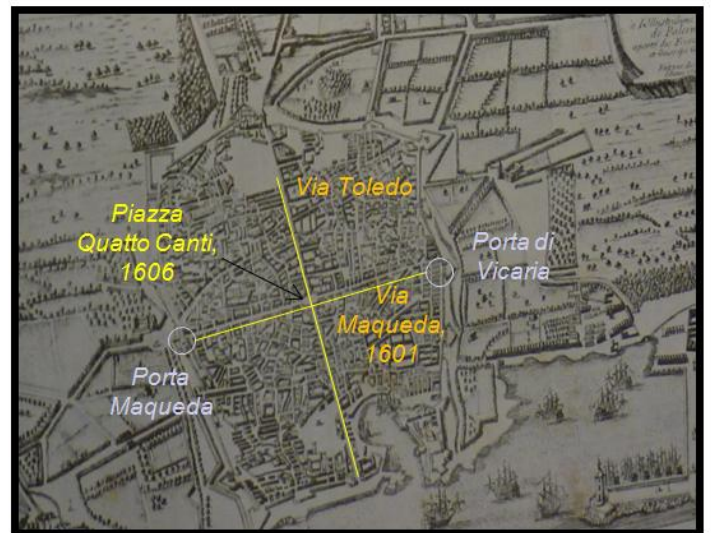 Via Toledo
Piazza
Quatto Canti,
1606
Porta di
Vicaria
Via
Maqueda,
1601
Porta
Maqueda